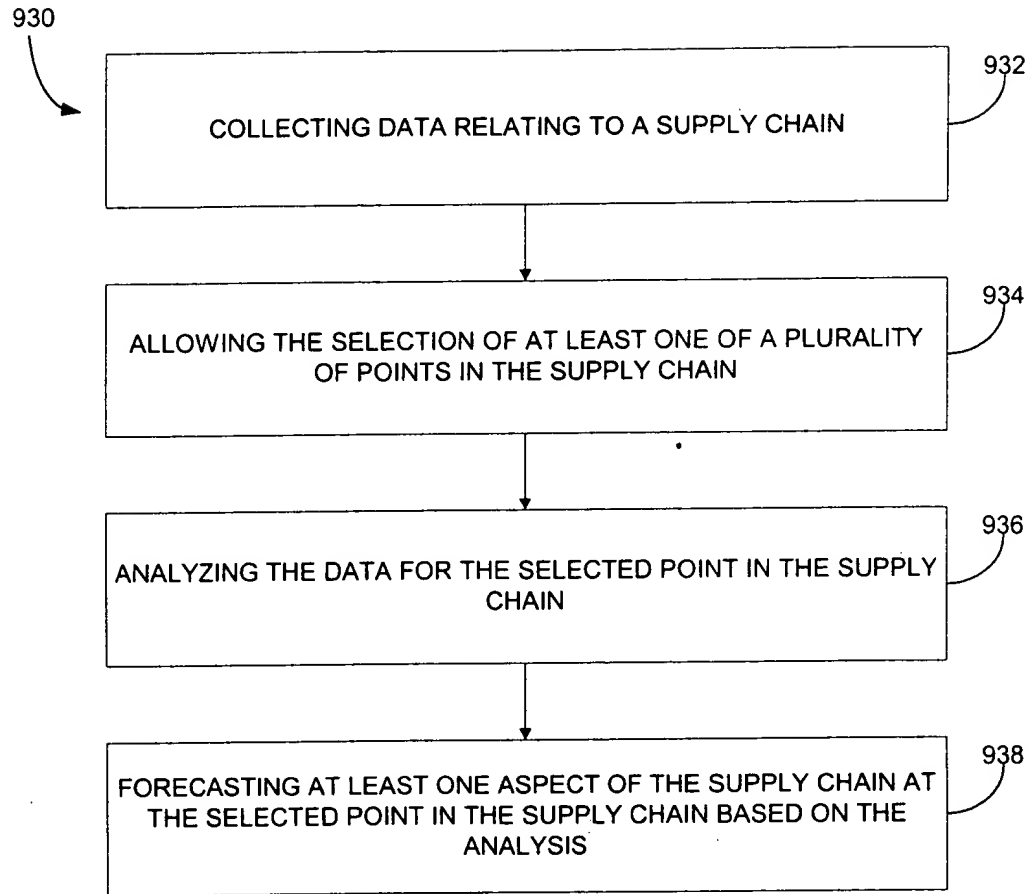 930
932
COLLECTING DATA RELATING TO A SUPPLY CHAIN
934
ALLOWING THE SELECTION OF AT LEAST ONE OF A PLURALITY
OF POINTS IN THE SUPPLY CHAIN
936
ANALYZING THE DATA FOR THE SELECTED POINT IN THE SUPPLY
CHAIN
938
FORECASTING AT LEAST ONE ASPECT OF THE SUPPLY CHAIN AT
THE SELECTED POINT IN THE SUPPLY CHAIN BASED ON THE
ANALYSIS